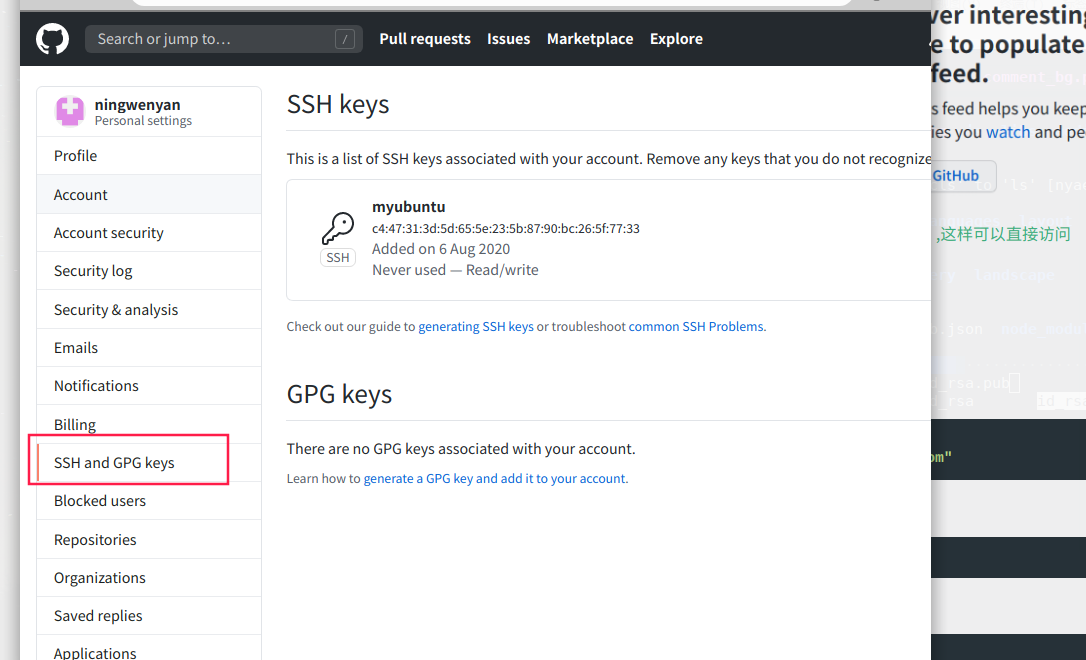 Search or jump to…
/
Pull requests
Issues
Marketplace
Explore
ningwenyan
Personal settings
Profile
Account
Account security
Security log
Security & analysis
Emails
Notifications
Billing
SSH and GPG keys
Blocked users
Repositories
Organizations
Saved replies
Applications
SSH keys
This is a list of SSH keys associated with your account. Remove any keys that you do not recognize
myubuntu
c4:47:31:3d:5d:65:5e:23:5b:87:90:bc:26:5f:77:33
Added on 6 Aug 2020
Never used — Read/write
SSH
Check out our guide to generating SSH keys or troubleshoot common SSH Problems.
GPG keys
There are no GPG keys associated with your account.
Learn how to generate a GPG key and add it to your account.
ver interesting
e to populate
feed.
s feed helps you keep
ies you watch and pe
GitHub
,这样可以直接访问
landscape
.json
_rsa.pub
_rsa
id_rs
om"